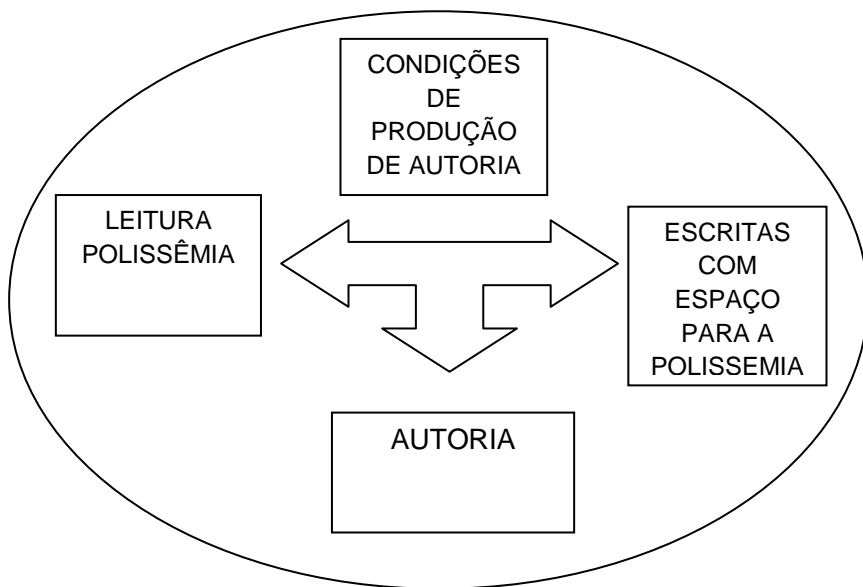 CONDIÇÕES
DE
PRODUÇÃO
DE AUTORIA
LEITURA
POLISSÊMIA
ESCRITAS
COM
ESPAÇO
PARA A
POLISSEMIA
AUTORIA